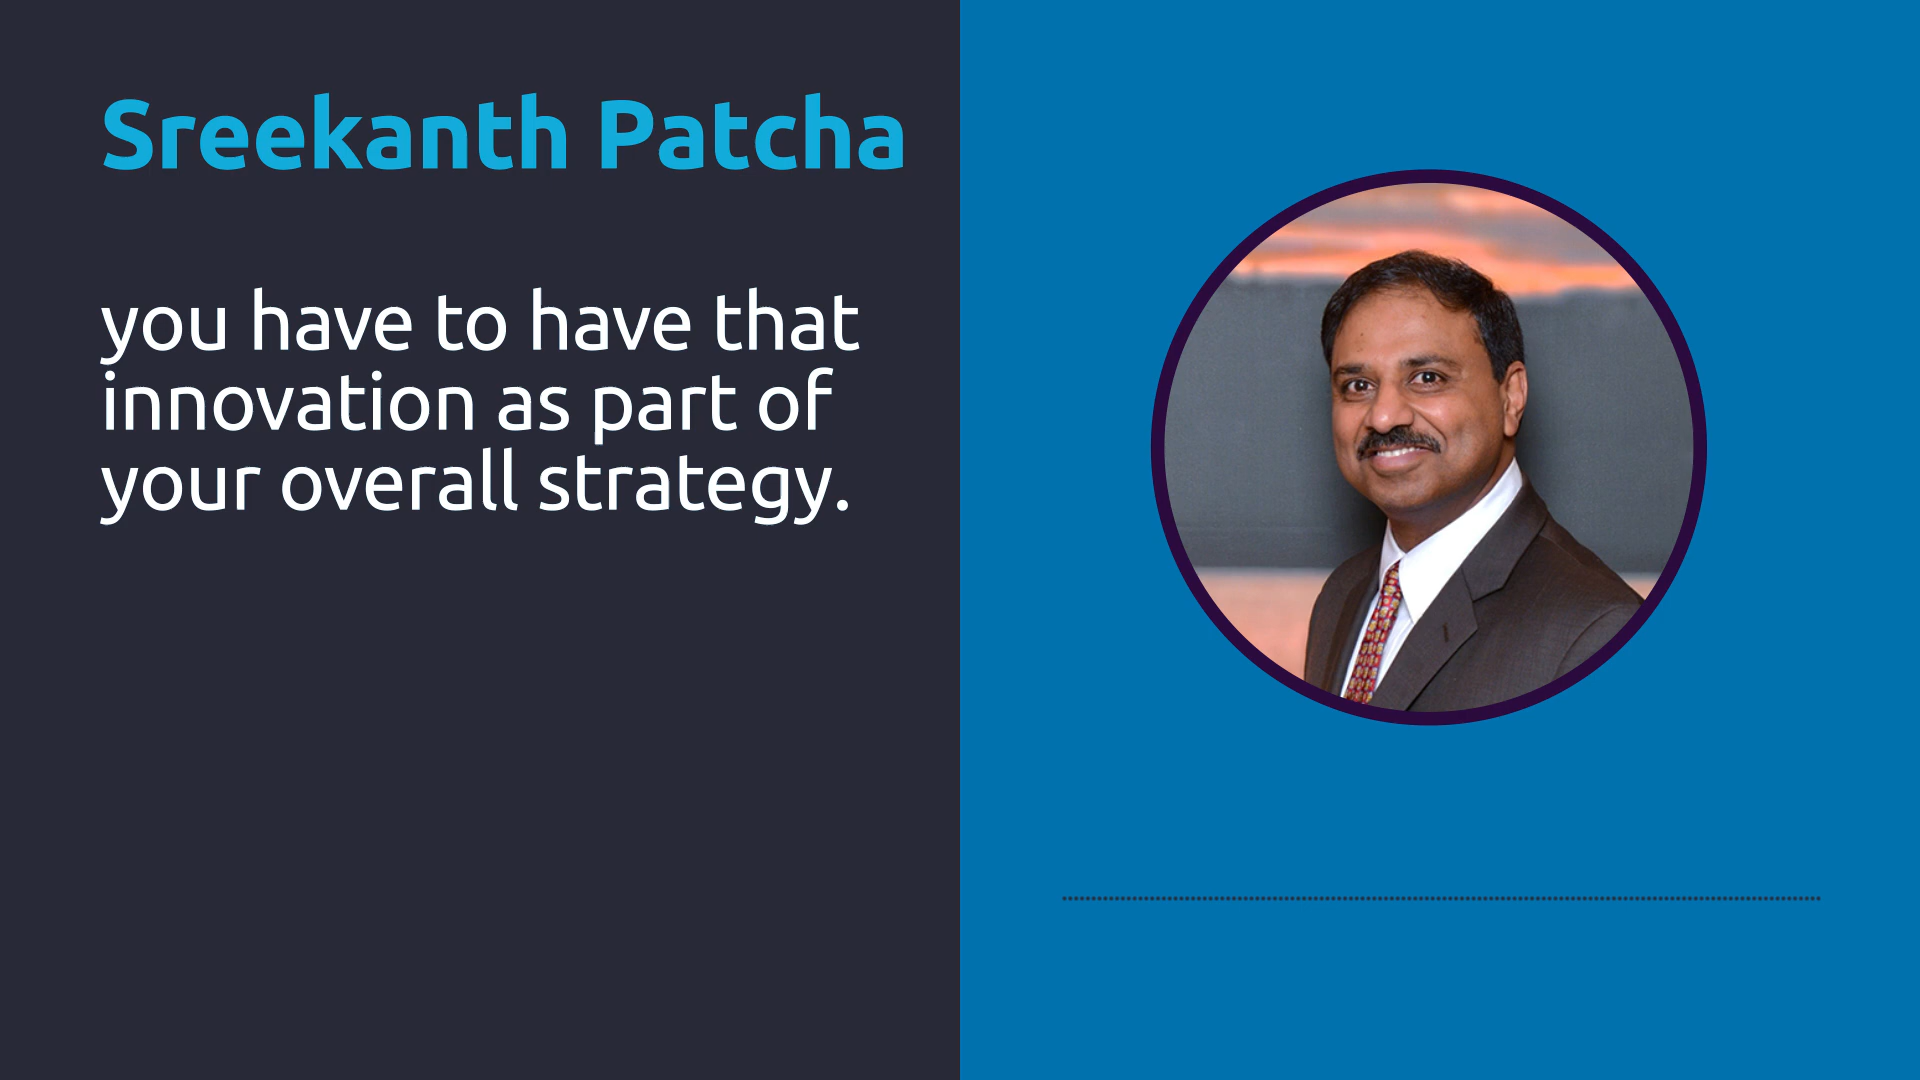 Sreekanth Patcha
you have to have that
innovation as part of
your overall strategy.